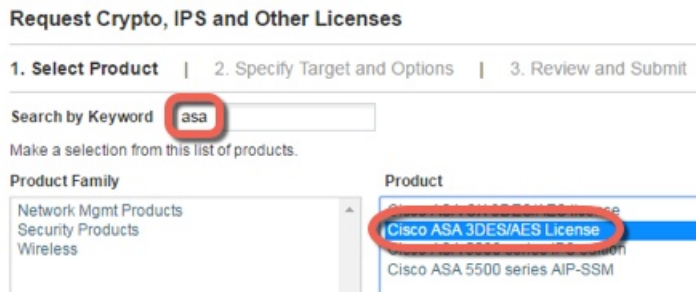 Request Crypto, IPS and Other Licenses
1. Select Product | 2. Specify Target and Options | 3. Review and Submit
Search by Keyword asa
Make a selection from this list of products.
Product Family
Network Mgmt Products
Security Products
Wireless
Product
Cisco ASA 3DES/AES License
Cisco ASA 5500 series AIP-SSM